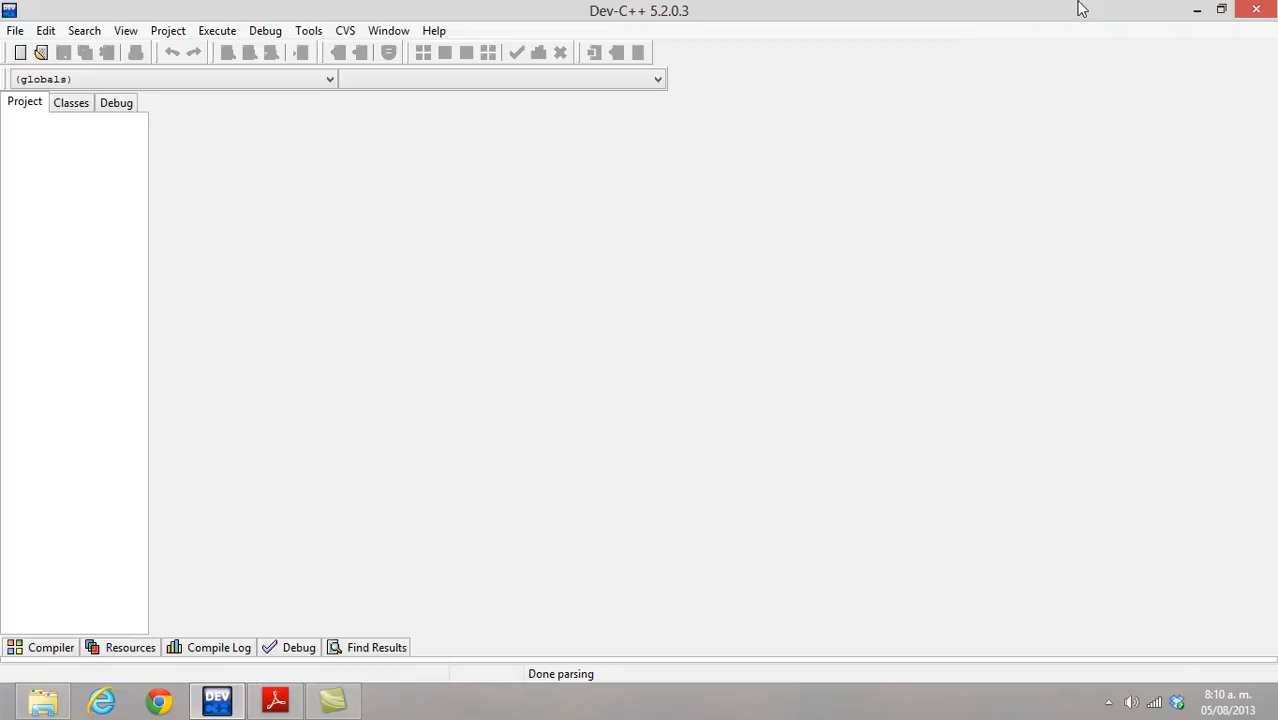 Dev-C++ 5.2.0.3
File Edit Search View Project Execute Debug Tools CVS Window Help
(globals)
Project Classes Debug
Compiler Resources Compile Log Debug Find Results
Done parsing
DEV C++
8:10 a. m.
05/08/2013